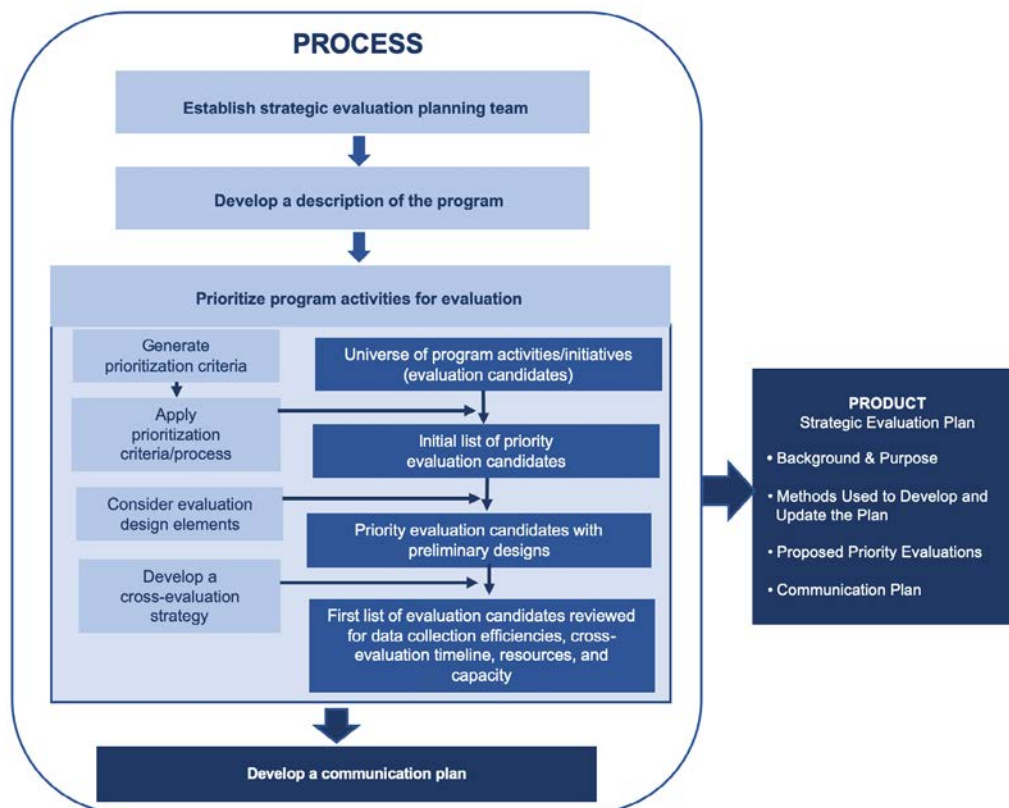 PROCESS
Establish strategic evaluation planning team
Develop a description of the program
Prioritize program activities for evaluation
Generate
prioritization criteria
Apply
prioritization
criteria/process
Consider evaluation
design elements
Develop a
cross-evaluation
strategy
Universe of program activities/initiatives
(evaluation candidates)
Initial list of priority
evaluation candidates
Priority evaluation candidates with
preliminary designs
First list of evaluation candidates reviewed
for data collection efficiencies, cross-
evaluation timeline, resources, and
capacity
Develop a communication plan
PRODUCT
Strategic Evaluation Plan
• Background & Purpose
• Methods Used to Develop and
Update the Plan
• Proposed Priority Evaluations
• Communication Plan